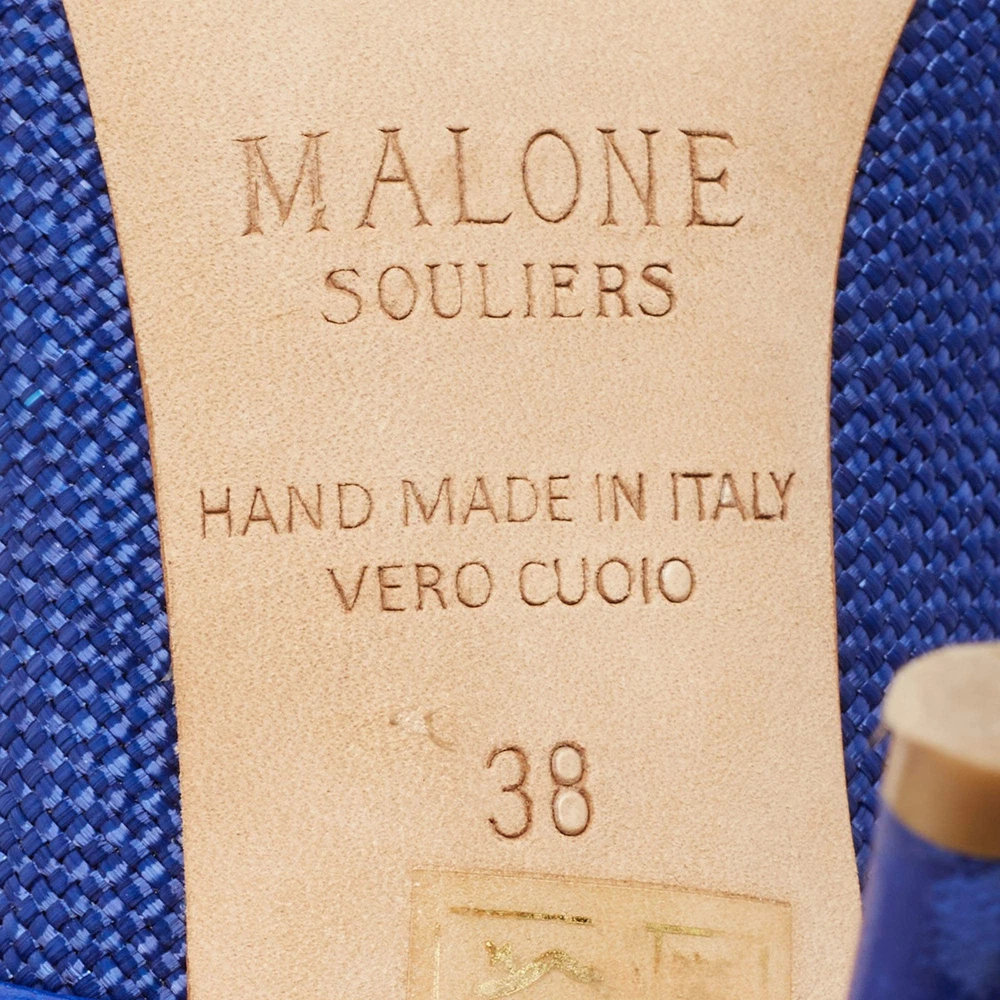 MALONE
SOULIERS
HAND MADE IN ITALY
VERO CUOIO
38